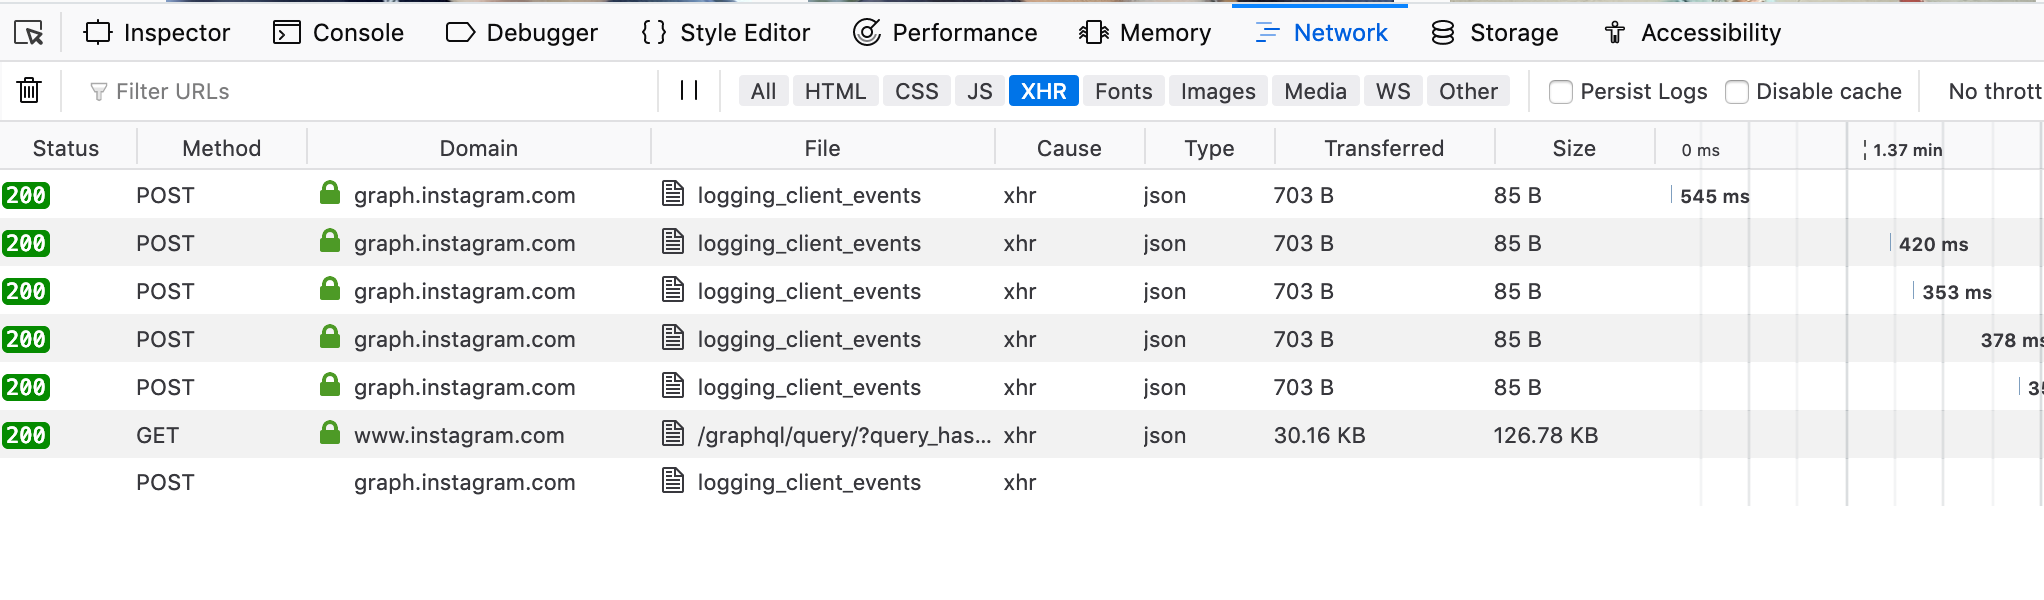 Inspector Console Debugger {} Style Editor Performance Memory Network Storage Accessibility
Filter URLs All HTML CSS JS XHR Fonts Images Media WS Other Persist Logs Disable cache No thrott
Status Method Domain File Cause Type Transferred Size 0 ms 1.37 min
200 POST graph.instagram.com logging_client_events xhr json 703 B 85 B 545 ms
200 POST graph.instagram.com logging_client_events xhr json 703 B 85 B 420 ms
200 POST graph.instagram.com logging_client_events xhr json 703 B 85 B 353 ms
200 POST graph.instagram.com logging_client_events xhr json 703 B 85 B 378 ms
200 POST graph.instagram.com logging_client_events xhr json 703 B 85 B
200 GET www.instagram.com /graphql/query/?query_has... xhr json 30.16 KB 126.78 KB
POST graph.instagram.com logging_client_events xhr